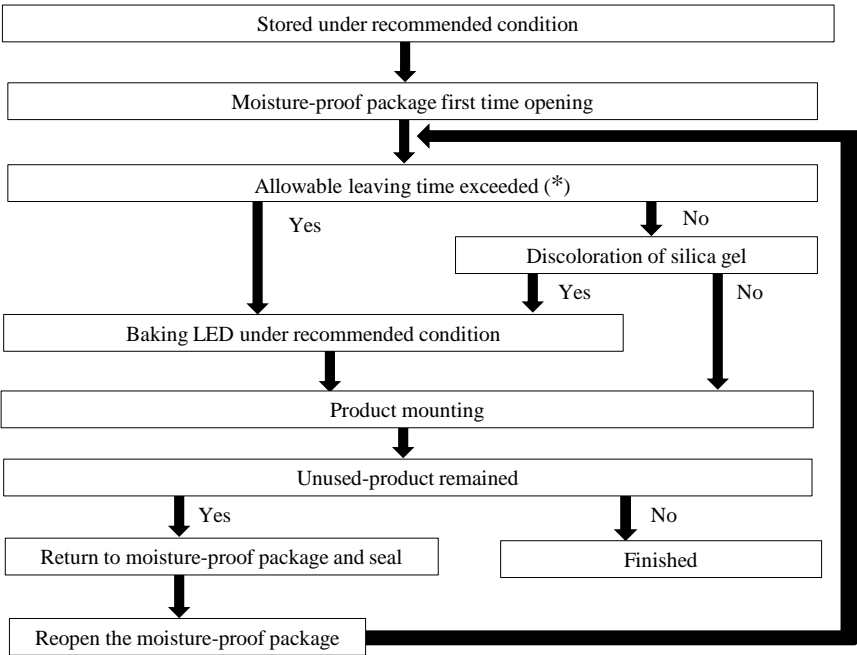 Stored under recommended condition
Moisture-proof package first time opening
Allowable leaving time exceeded (*)
Yes
No
Discoloration of silica gel
Yes
No
Baking LED under recommended condition
Product mounting
Unused-product remained
Yes
No
Return to moisture-proof package and seal
Finished
Reopen the moisture-proof package